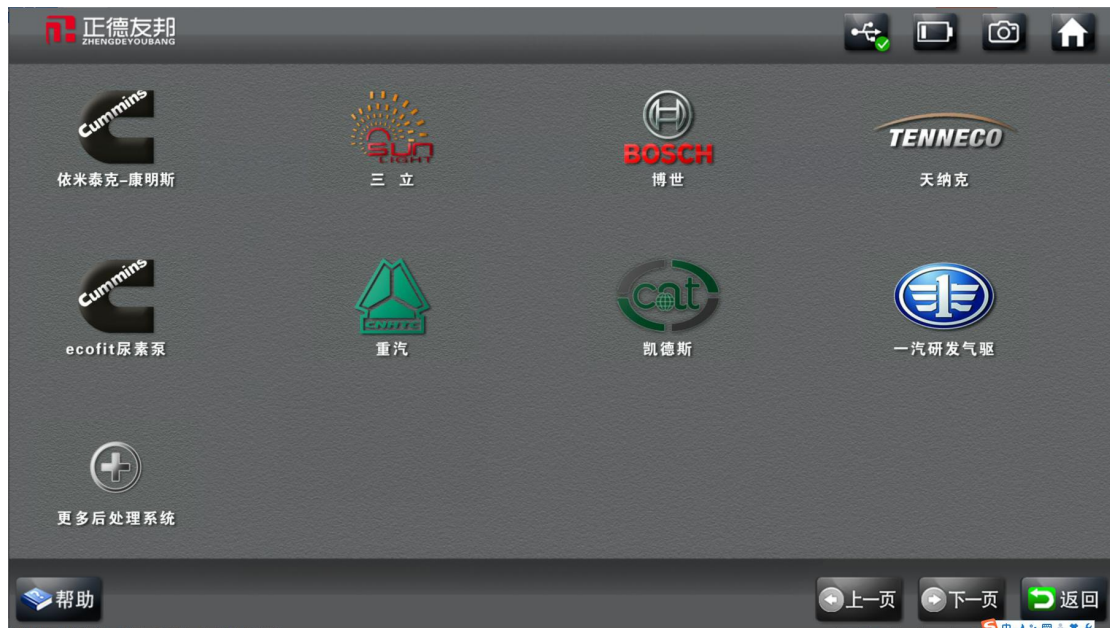 正德友邦
ZHENGDEYOUBANG
Cummins
依米泰克-康明斯
SUN
LIGHT
三 立
BOSCH
博世
TENNECO
天纳克
Cummins
ecofit尿素泵
CNHTC
重汽
cat
凯德斯
一汽研发气驱
更多后处理系统
帮助
上一页
下一页
返回